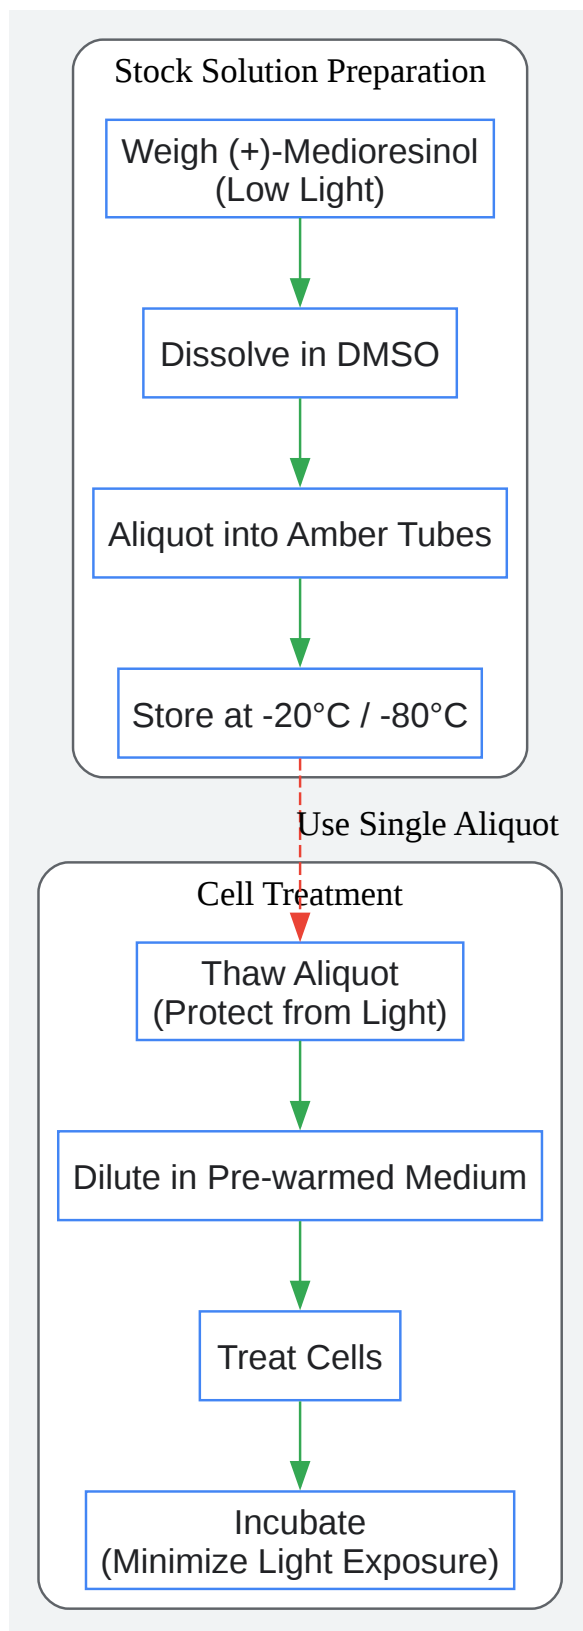 Stock Solution Preparation
Weigh (+)-Medioresinol
(Low Light)
Dissolve in DMSO
Aliquot into Amber Tubes
Store at -20°C / -80°C
Use Single Aliquot
Cell Treatment
Thaw Aliquot
(Protect from Light)
Dilute in Pre-warmed Medium
Treat Cells
Incubate
(Minimize Light Exposure)